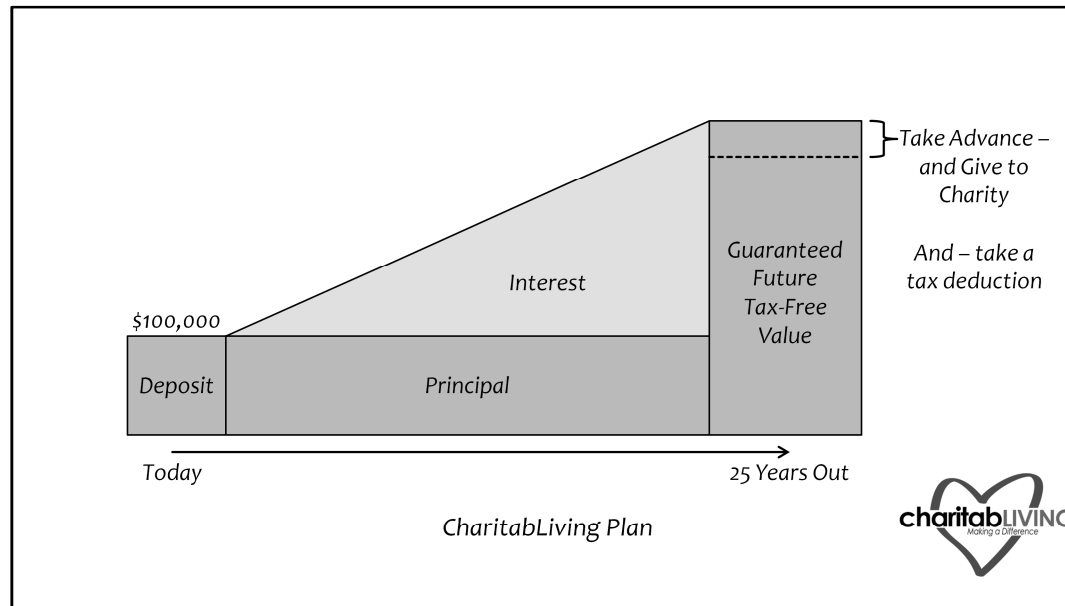 Take Advance –
and Give to
Charity
And – take a
tax deduction
Guaranteed
Future
Tax-Free
Value
Interest
$100,000
Deposit
Principal
Today
25 Years Out
CharitabLiving Plan
charitabLIVING
Making a Difference